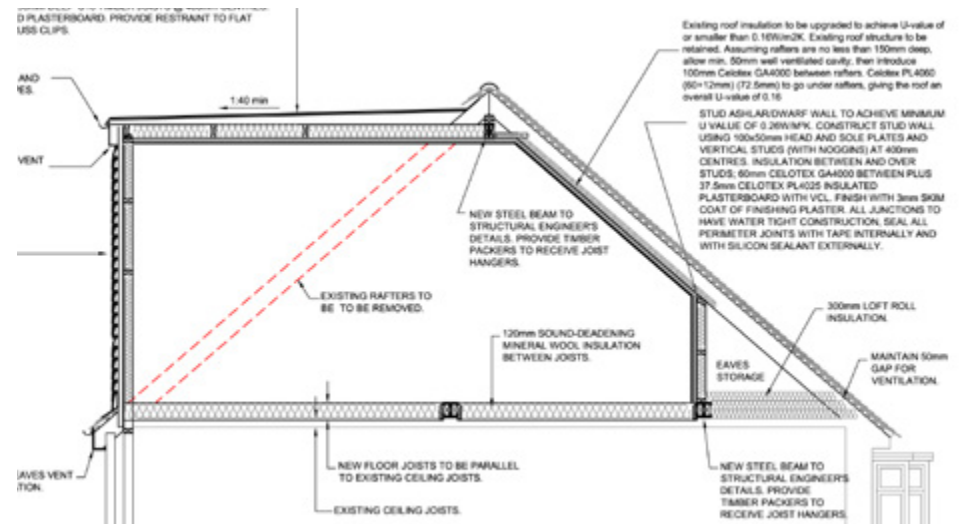 D PLASTERBOARD. PROVIDE RESTRAINT TO FLAT
USS CLIPS.
AND
PES.
1:40 min
VENT
Existing roof insulation to be upgraded to achieve U-value of
or smaller than 0.16W/m2K. Existing roof structure to be
retained. Assuming rafters are no less than 150mm deep,
allow min. 50mm well ventilated cavity, then introduce
100mm Celotex GA4000 between rafters. Celotex PL4060
(60+12mm) (72.5mm) to go under rafters, giving the roof an
overall U-value of 0.16
STUD ASHLAR/DWARF WALL TO ACHIEVE MINIMUM
U VALUE OF 0.26W/M²K. CONSTRUCT STUD WALL
USING 100x50mm HEAD AND SOLE PLATES AND
VERTICAL STUDS (WITH NOGGINS) AT 400mm
CENTRES. INSULATION BETWEEN AND OVER
STUDS; 60mm CELOTEX GA4000 BETWEEN PLUS
37.5mm CELOTEX PL4025 INSULATED
PLASTERBOARD WITH VCL. FINISH WITH 3mm SKIM
COAT OF FINISHING PLASTER. ALL JUNCTIONS TO
HAVE WATER TIGHT CONSTRUCTION, SEAL ALL
PERIMETER JOINTS WITH TAPE INTERNALLY AND
WITH SILICON SEALANT EXTERNALLY.
NEW STEEL BEAM TO
STRUCTURAL ENGINEER'S
DETAILS. PROVIDE TIMBER
PACKERS TO RECEIVE JOIST
HANGERS.
EXISTING RAFTERS TO
BE TO BE REMOVED.
300mm LOFT ROLL
INSULATION.
120mm SOUND-DEADENING
MINERAL WOOL INSULATION
BETWEEN JOISTS.
EAVES
STORAGE
MAINTAIN 50mm
GAP FOR
VENTILATION.
EAVES VENT
TION.
NEW FLOOR JOISTS TO BE PARALLEL
TO EXISTING CEILING JOISTS.
EXISTING CEILING JOISTS.
NEW STEEL BEAM TO
STRUCTURAL ENGINEER'S
DETAILS. PROVIDE
TIMBER PACKERS TO
RECEIVE JOIST HANGERS.